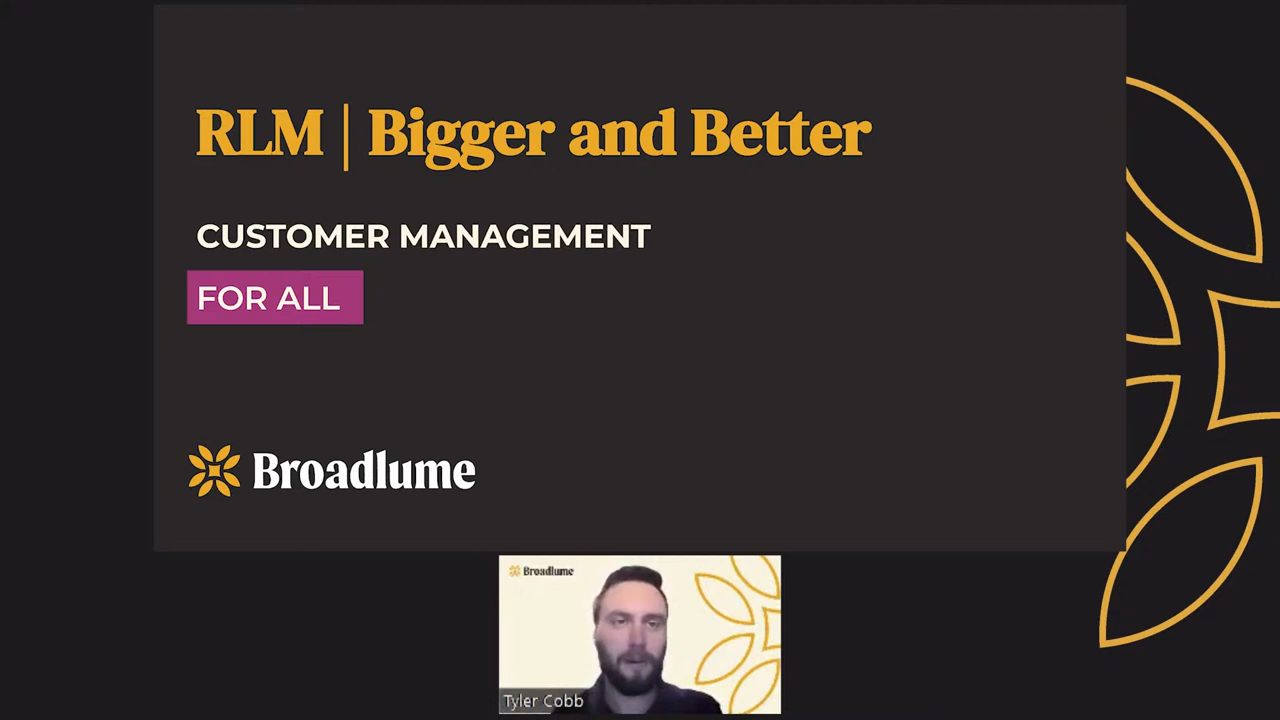 RLM | Bigger and Better
CUSTOMER MANAGEMENT
FOR ALL
Broadlume
Broadlume
Tyler Cobb